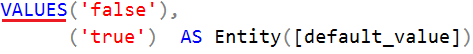 VALUES('false'),
('true')  AS Entity([default_value])